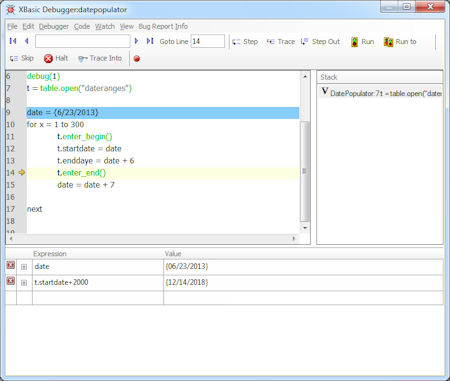 XBasic Debugger:datepopulator
File Edit Debugger Code Watch View Bug Report Info
Goto Line 14 Step Trace Step Out Run Run to
Skip Halt Trace Into
Stack
6 debug(1)
7 t = table.open("dateranges")
8
9 date = {6/23/2013}
10 for x = 1 to 300
11 t.enter_begin()
12 t.startdate = date
13 t.enddaye = date + 6
14 t.enter_end()
15 date = date + 7
16
17 next
DatePopulator:7:t = table.open("dater
Expression Value
date {06/23/2013}
t.startdate+2000 {12/14/2018}